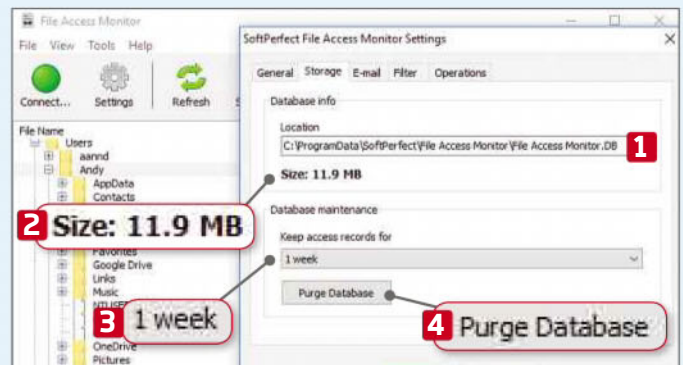 File Access Monitor
File View Tools Help
Connect... Settings Refresh
File Name
Users
aannd
Andy
AppData
Contacts
Favorites
Google Drive
Links
Music
OneDrive
Pictures
SoftPerfect File Access Monitor Settings
General Storage E-mail Filter Operations
Database info
Location
C:\ProgramData\SoftPerfect\File Access Monitor\File Access Monitor.DB
1
Size: 11.9 MB
2 Size: 11.9 MB
Database maintenance
Keep access records for
1 week
3 1 week
Purge Database
4 Purge Database